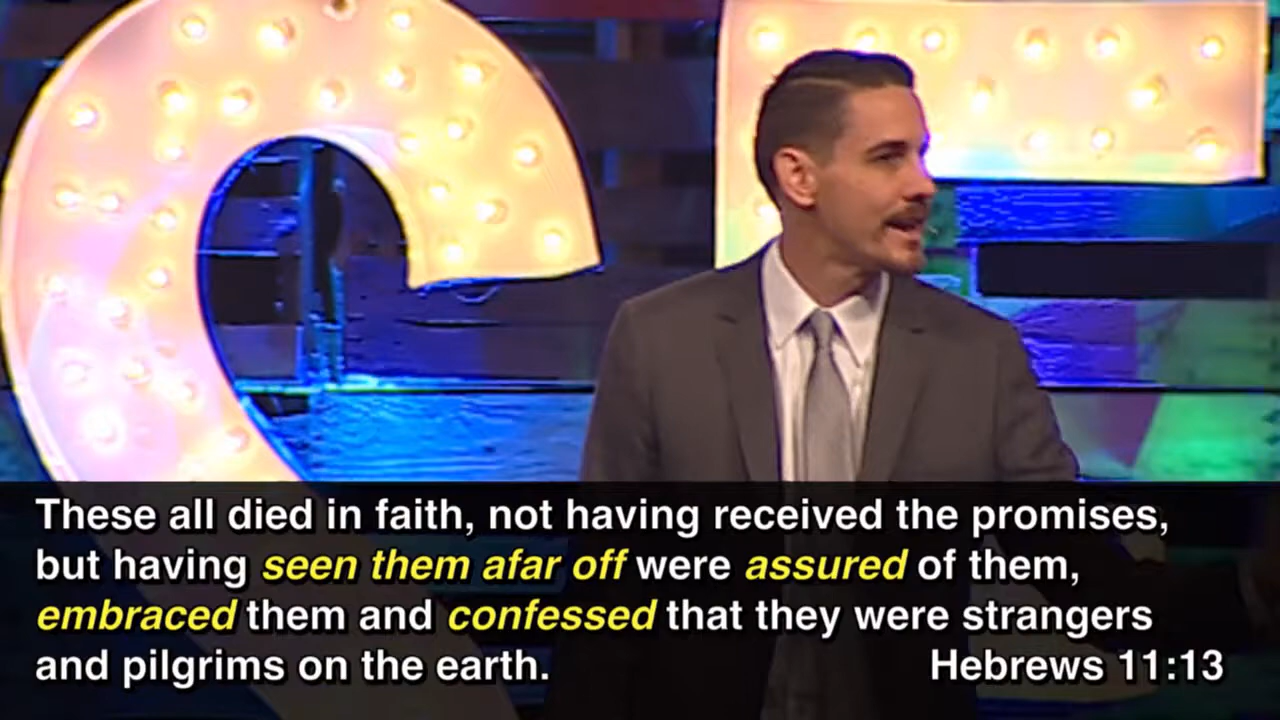 These all died in faith, not having received the promises,
but having seen them afar off were assured of them,
embraced them and confessed that they were strangers
and pilgrims on the earth. Hebrews 11:13